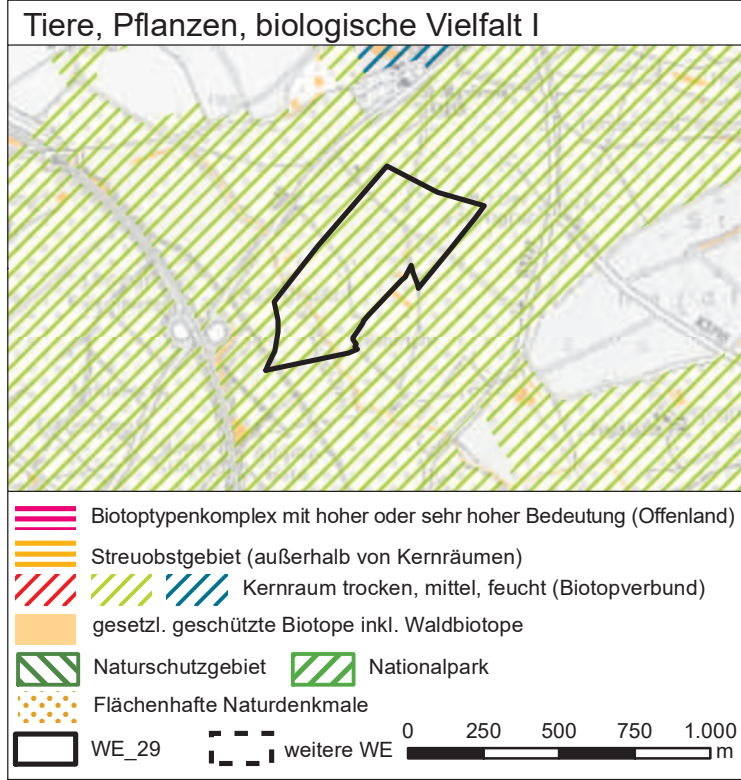 Tiere, Pflanzen, biologische Vielfalt I
Biotoptypenkomplex mit hoher oder sehr hoher Bedeutung (Offenland)
Streuobstgebiet (außerhalb von Kernräumen)
Kernraum trocken, mittel, feucht (Biotopverbund)
gesetzl. geschützte Biotope inkl. Waldbiotope
Naturschutzgebiet Nationalpark
Flächenhafte Naturdenkmale
WE_29 weitere WE 0 250 500 750 1.000 m